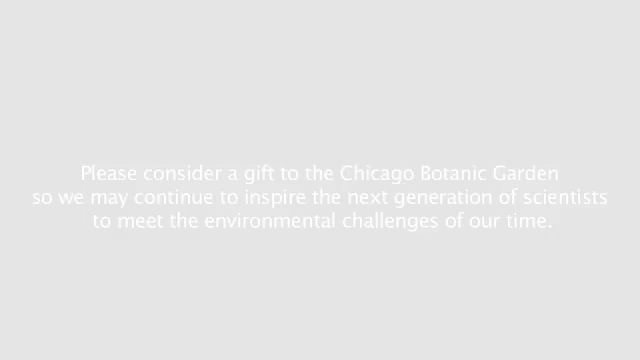 Please consider a gift to the Chicago Botanic Garden
so we may continue to inspire the next generation of scientists
to meet the environmental challenges of our time.